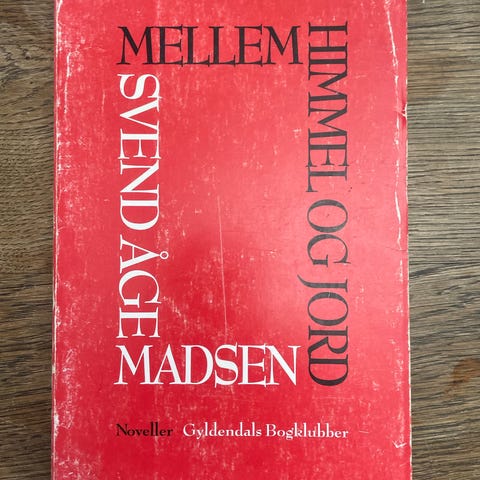 MELLEM
HIMMEL OG JORD
SVEND ÅGE
MADSEN
Noveller Gyldendals Bogklubber